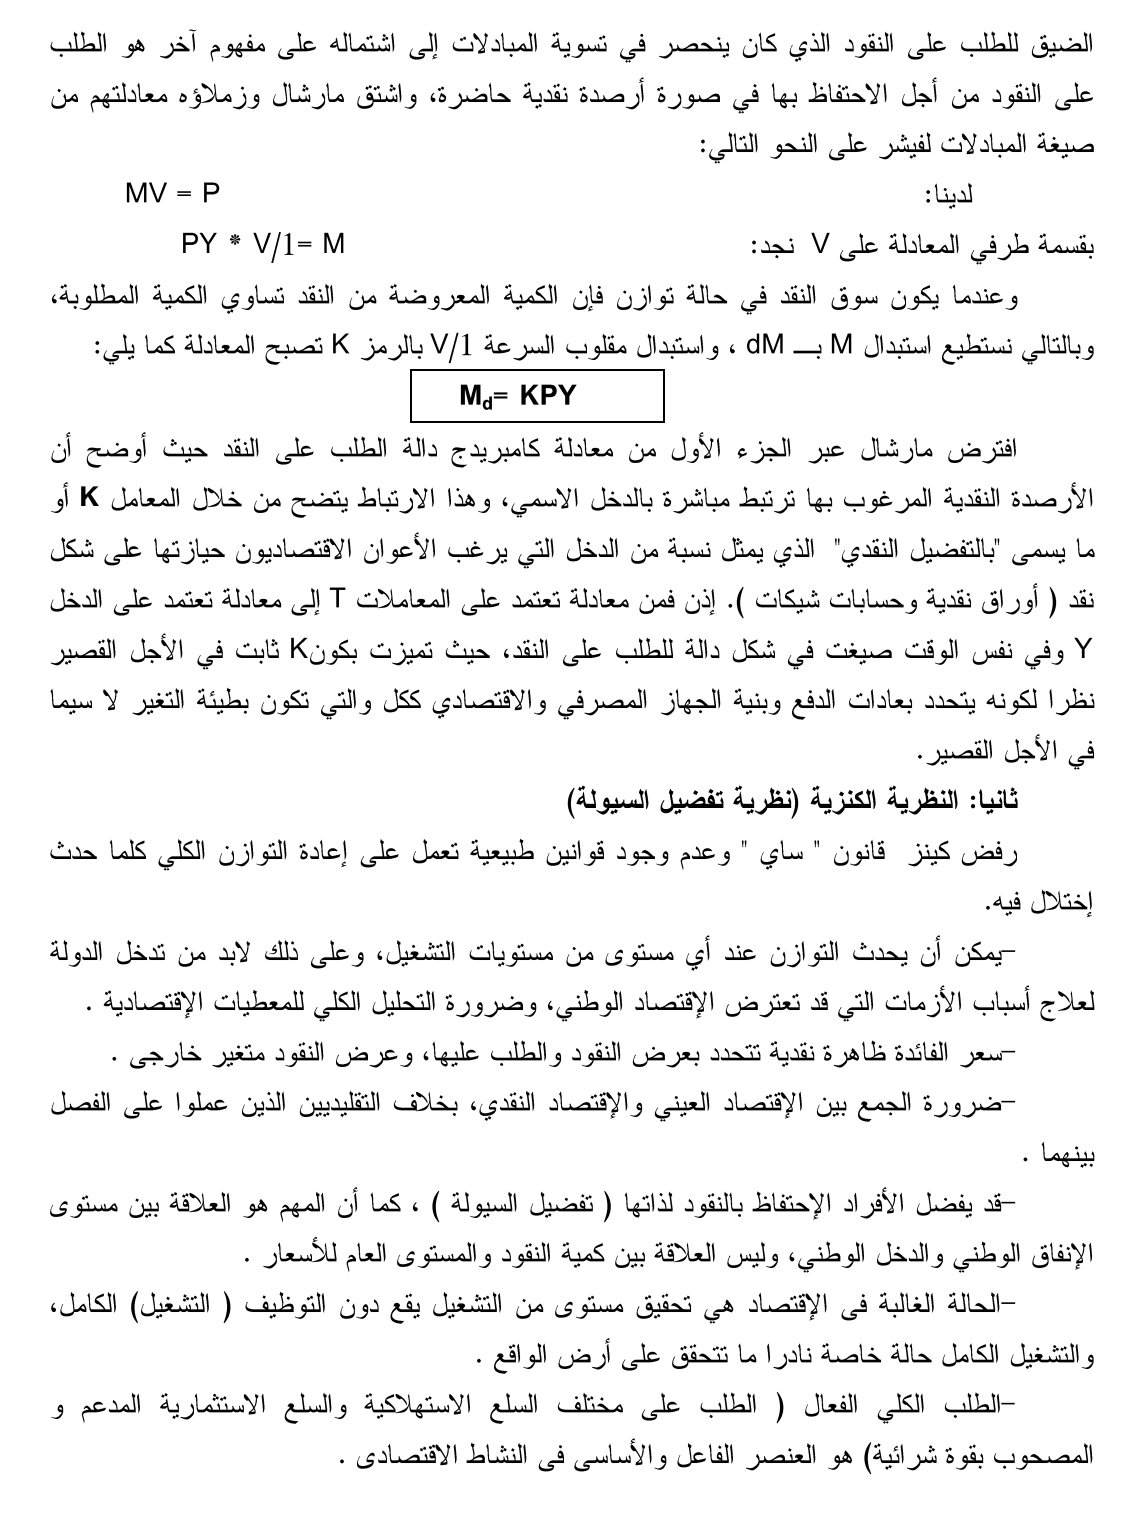 الضيق للطلب على النقود الذي كان ينحصر في تسوية المبادلات إلى اشتماله على مفهوم آخر هو الطلب
على النقود من أجل الاحتفاظ بها في صورة أرصدة نقدية حاضرة، واشتق مارشال وزملاؤه معادلتهم من
صيغة المبادلات لفيشر على النحو التالي:
لدينا: MV = P
بقسمة طرفي المعادلة على V نجد: PY * V/1= M
وعندما يكون سوق النقد في حالة توازن فإن الكمية المعروضة من النقد تساوي الكمية المطلوبة،
وبالتالي نستطيع استبدال M بـــ dM ، واستبدال مقلوب السرعة V/1 بالرمز K تصبح المعادلة كما يلي:
Md= KPY
افترض مارشال عبر الجزء الأول من معادلة كامبريدج دالة الطلب على النقد حيث أوضح أن
الأرصدة النقدية المرغوب بها ترتبط مباشرة بالدخل الاسمي، وهذا الارتباط يتضح من خلال المعامل K أو
ما يسمى "بالتفضيل النقدي" الذي يمثل نسبة من الدخل التي يرغب الأعوان الاقتصاديون حيازتها على شكل
نقد ( أوراق نقدية وحسابات شيكات ). إذن فمن معادلة تعتمد على المعاملات T إلى معادلة تعتمد على الدخل
Y وفي نفس الوقت صيغت في شكل دالة للطلب على النقد، حيث تميزت بكونK ثابت في الأجل القصير
نظرا لكونه يتحدد بعادات الدفع وبنية الجهاز المصرفي والاقتصادي ككل والتي تكون بطيئة التغير لا سيما
في الأجل القصير.
ثانيا: النظرية الكنزية (نظرية تفضيل السيولة)
رفض كينز قانون " ساي " وعدم وجود قوانين طبيعية تعمل على إعادة التوازن الكلي كلما حدث
إختلال فيه.
-يمكن أن يحدث التوازن عند أي مستوى من مستويات التشغيل، وعلى ذلك لابد من تدخل الدولة
لعلاج أسباب الأزمات التي قد تعترض الإقتصاد الوطني، وضرورة التحليل الكلي للمعطيات الإقتصادية .
-سعر الفائدة ظاهرة نقدية تتحدد بعرض النقود والطلب عليها، وعرض النقود متغير خارجى .
-ضرورة الجمع بين الإقتصاد العيني والإقتصاد النقدي، بخلاف التقليديين الذين عملوا على الفصل
بينهما .
-قد يفضل الأفراد الإحتفاظ بالنقود لذاتها ( تفضيل السيولة ) ، كما أن المهم هو العلاقة بين مستوى
الإنفاق الوطني والدخل الوطني، وليس العلاقة بين كمية النقود والمستوى العام للأسعار .
-الحالة الغالبة فى الإقتصاد هي تحقيق مستوى من التشغيل يقع دون التوظيف ( التشغيل) الكامل،
والتشغيل الكامل حالة خاصة نادرا ما تتحقق على أرض الواقع .
-الطلب الكلي الفعال ( الطلب على مختلف السلع الاستهلاكية والسلع الاستثمارية المدعم و
المصحوب بقوة شرائية) هو العنصر الفاعل والأساسى فى النشاط الاقتصادى .